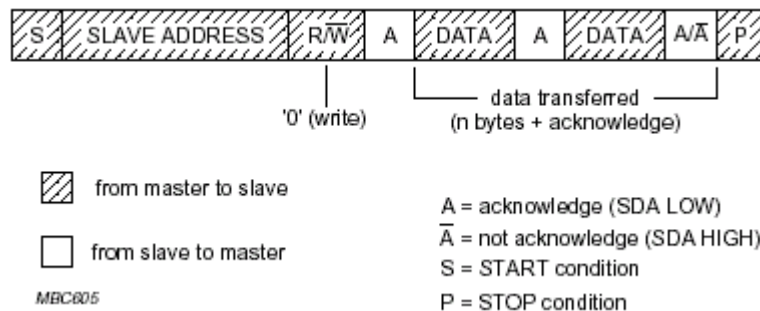 S SLAVE ADDRESS R/W̅ A DATA A DATA A/A̅ P
'0' (write)
data transferred
(n bytes + acknowledge)
from master to slave
from slave to master
MBC605
A = acknowledge (SDA LOW)
A̅ = not acknowledge (SDA HIGH)
S = START condition
P = STOP condition